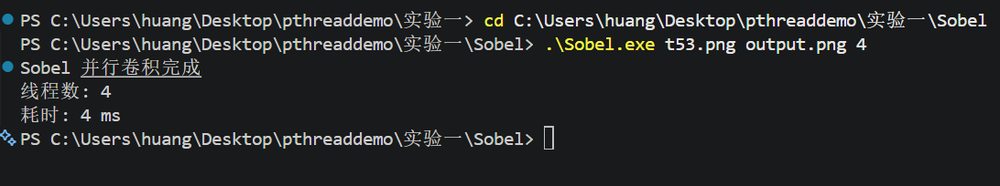 PS C:\Users\huang\Desktop\pthreaddemo\实验一> cd C:\Users\huang\Desktop\pthreaddemo\实验一\Sobel
PS C:\Users\huang\Desktop\pthreaddemo\实验一\Sobel> .\Sobel.exe t53.png output.png 4
Sobel 并行卷积完成
线程数: 4
耗时: 4 ms
PS C:\Users\huang\Desktop\pthreaddemo\实验一\Sobel>